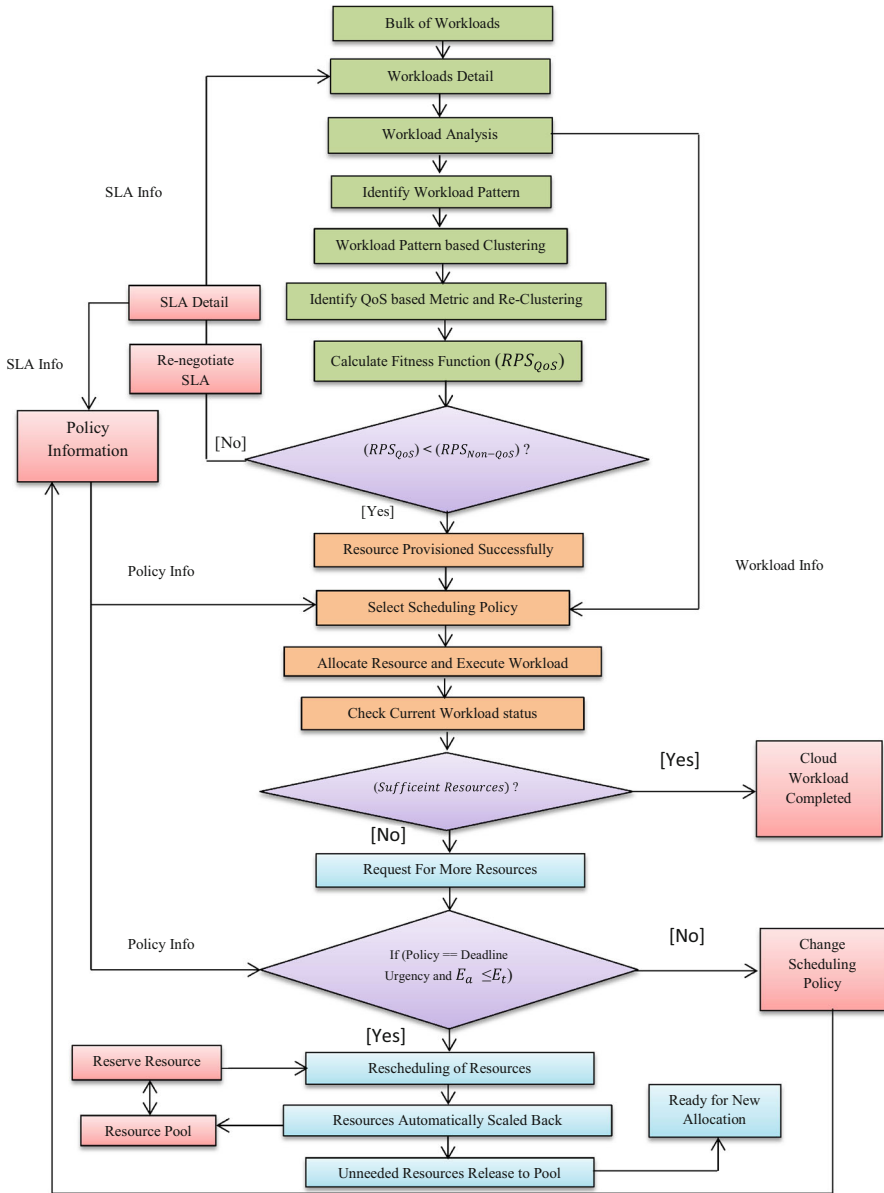 Bulk of Workloads
Workloads Detail
Workload Analysis
SLA Info
Identify Workload Pattern
Workload Pattern based Clustering
SLA Detail
Identify QoS based Metric and Re-Clustering
SLA Info
Re-negotiate
SLA
Calculate Fitness Function (RPS_QoS)
Policy
Information
[No]
(RPS_QoS) < (RPS_Non−QoS) ?
[Yes]
Resource Provisioned Successfully
Policy Info
Workload Info
Select Scheduling Policy
Allocate Resource and Execute Workload
Check Current Workload status
[Yes]
Cloud
Workload
Completed
(Sufficeint Resources) ?
[No]
Request For More Resources
Policy Info
If (Policy == Deadline
Urgency and E_a ≤E_t)
[No]
Change
Scheduling
Policy
[Yes]
Reserve Resource
Rescheduling of Resources
Ready for New
Allocation
Resource Pool
Resources Automatically Scaled Back
Unneeded Resources Release to Pool